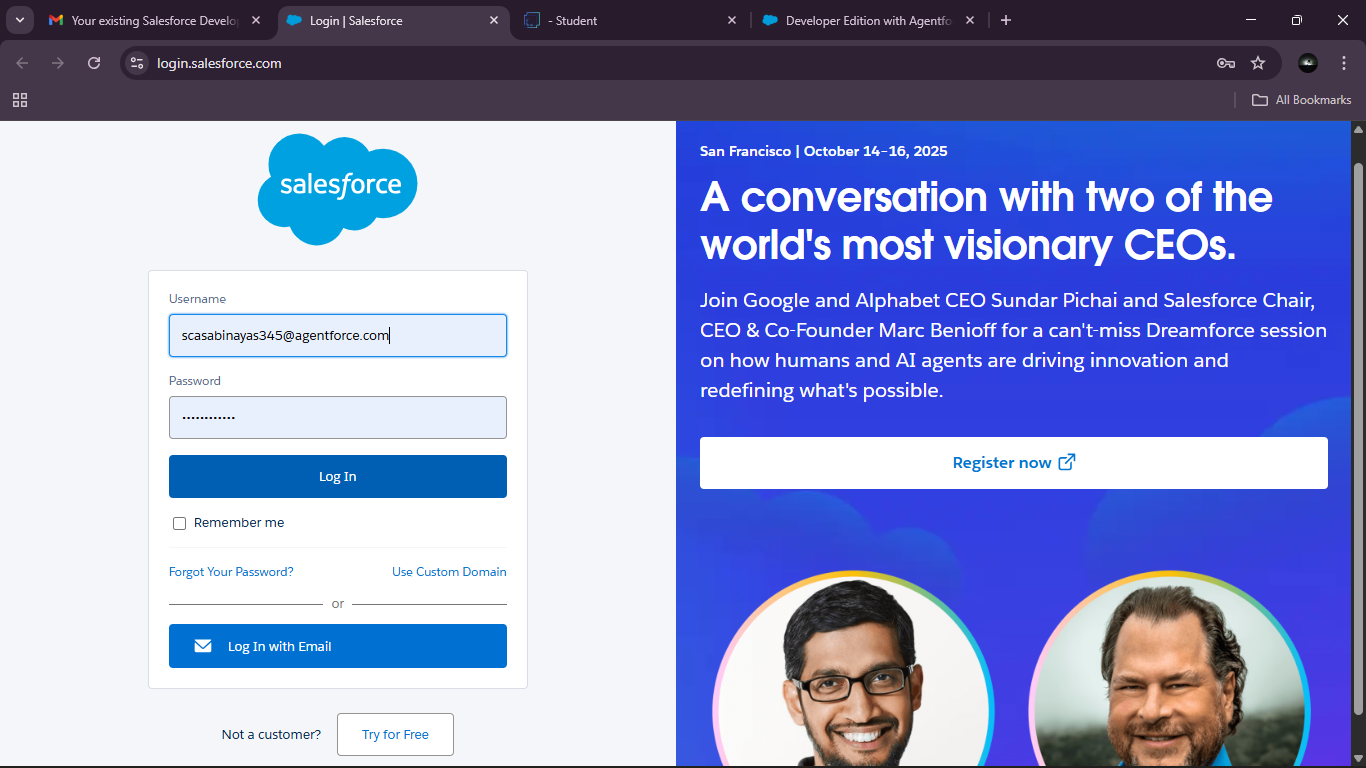 Your existing Salesforce Develo
Login | Salesforce
- Student
Developer Edition with Agentfo
login.salesforce.com
All Bookmarks
salesforce
Username
scasabinayas345@agentforce.com
Password
Log In
Remember me
Forgot Your Password?
Use Custom Domain
or
Log In with Email
Not a customer?
Try for Free
San Francisco | October 14–16, 2025
A conversation with two of the
world's most visionary CEOs.
Join Google and Alphabet CEO Sundar Pichai and Salesforce Chair,
CEO & Co-Founder Marc Benioff for a can't-miss Dreamforce session
on how humans and AI agents are driving innovation and
redefining what's possible.
Register now